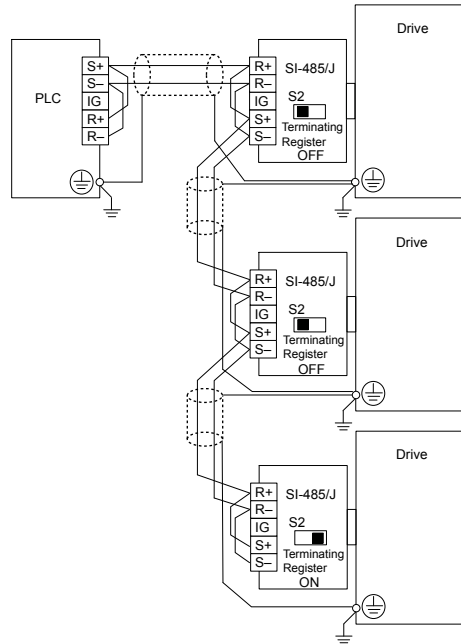 Drive
PLC
S+
S–
IG
R+
R–
R+
R–
IG
S+
S–
SI-485/J
S2
Terminating
Register
OFF
Drive
R+
R–
IG
S+
S–
SI-485/J
S2
Terminating
Register
OFF
Drive
R+
R–
IG
S+
S–
SI-485/J
S2
Terminating
Register
ON